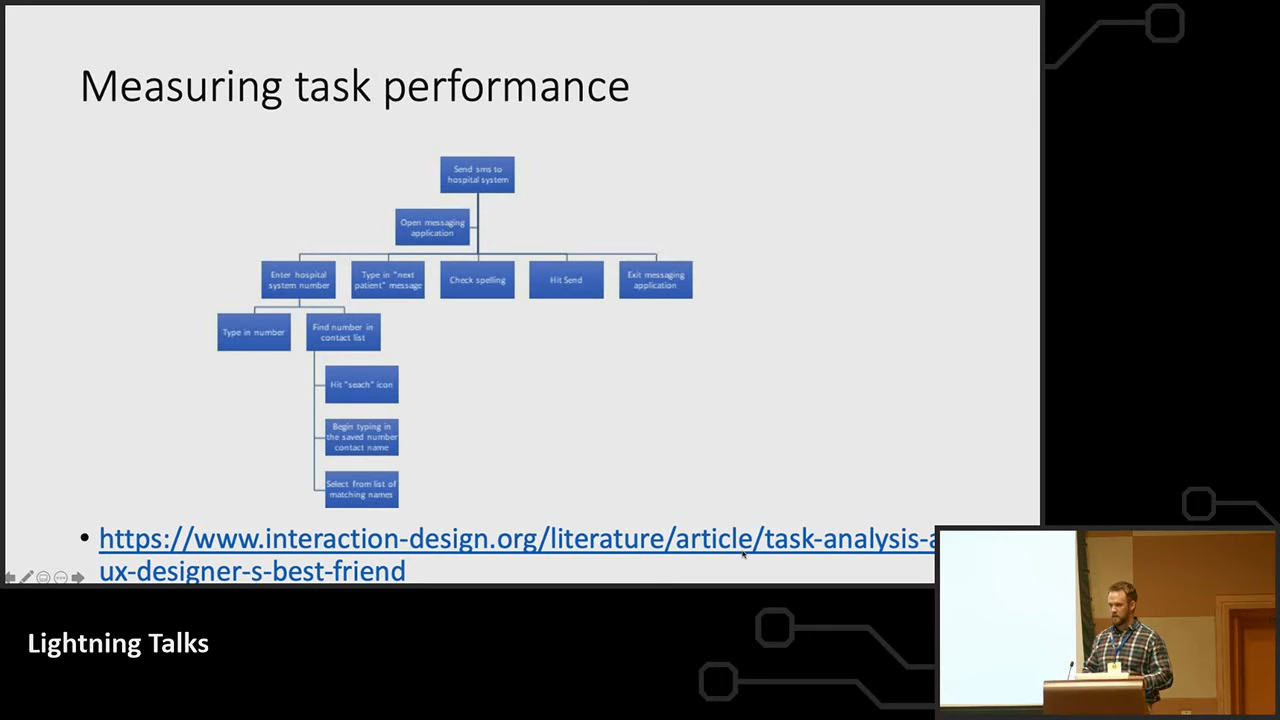 Measuring task performance
Send sms to
hospital system
Open messaging
application
Enter hospital
system number
Type in "next
patient" message
Check spelling
Hit Send
Exit messaging
application
Type in number
Find number in
contact list
Hit "seach" icon
Begin typing in
the saved number
contact name
Select from list of
matching names
• https://www.interaction-design.org/literature/article/task-analysis-a
ux-designer-s-best-friend
Lightning Talks